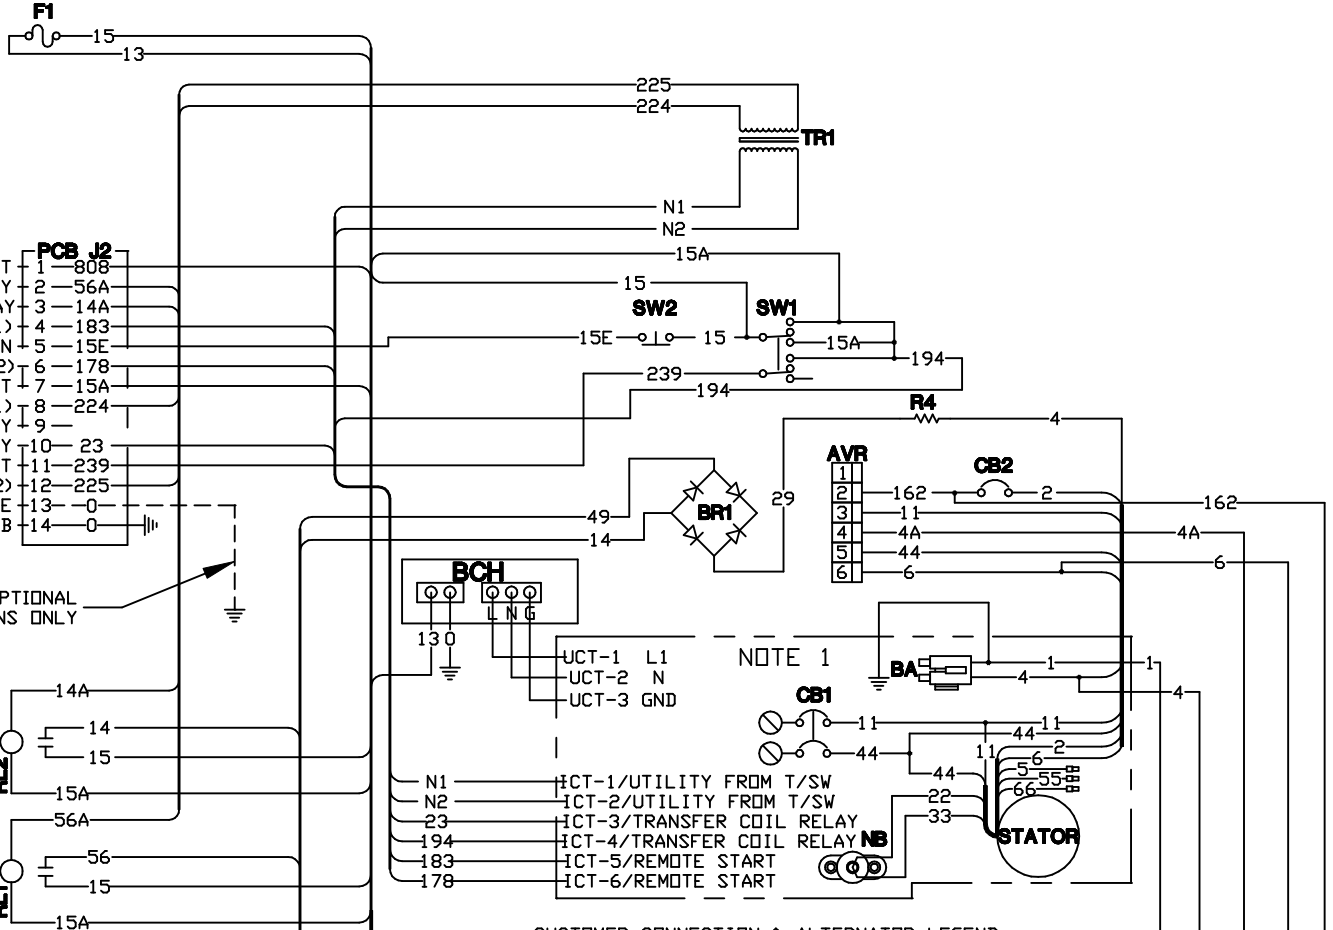 F1
15
13
225
224
TR1
N1
N2
15A
15
PCB J2
T 1 808
Y 2 56A
AY 3 14A
4 183
N 5 15E
2) 6 178
T 7 15A
8 224
Y 9
Y 10 23
T 11 239
2) 12 225
E 13 0
B 14 0
SW2
SW1
15E
15
15A
194
239
194
R4
4
AVR
1
2 162
3 11
4 4A
5 44
6 6
CB2
2
162
4A
6
29
BR1
49
14
BCH
L N G
13 0
PTIONAL
NS ONLY
UCT-1 L1
UCT-2 N
UCT-3 GND
NOTE 1
BA
1
1
4
4
CB1
11
11
44
44
11
2
6
5
55
66
44
22
33
STATOR
NB
14A
14
15
15A
56A
56
15
15A
N1 ICT-1/UTILITY FROM T/SW
N2 ICT-2/UTILITY FROM T/SW
23 ICT-3/TRANSFER COIL RELAY
194 ICT-4/TRANSFER COIL RELAY
183 ICT-5/REMOTE START
178 ICT-6/REMOTE START